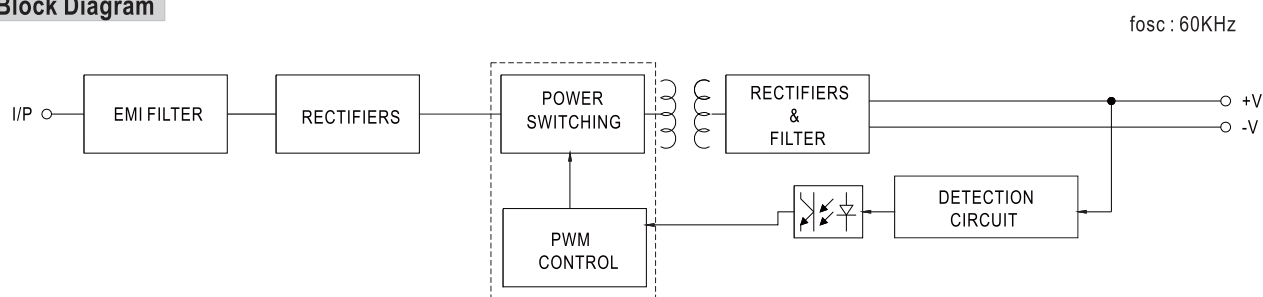 Block Diagram
fosc : 60KHz
I/P
EMI FILTER
RECTIFIERS
POWER
SWITCHING
RECTIFIERS
&
FILTER
+V
-V
DETECTION
CIRCUIT
PWM
CONTROL